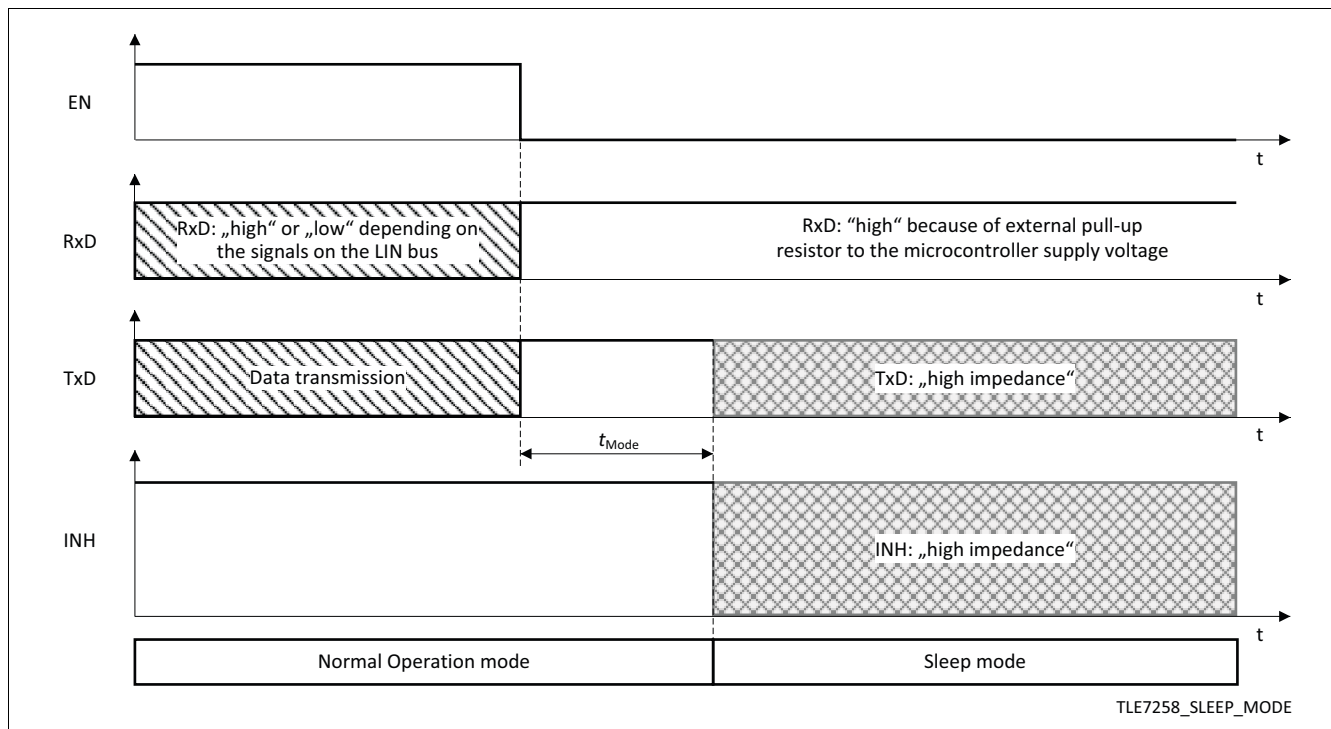 EN
t
RxD
RxD: „high“ or „low“ depending on
the signals on the LIN bus
RxD: “high“ because of external pull-up
resistor to the microcontroller supply voltage
t
TxD
Data transmission
TxD: „high impedance“
t
tMode
INH
INH: „high impedance“
t
Normal Operation mode
Sleep mode
TLE7258_SLEEP_MODE